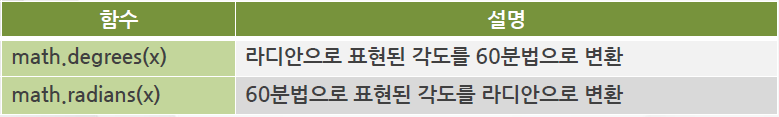 함수 설명
math.degrees(x) 라디안으로 표현된 각도를 60분법으로 변환
math.radians(x) 60분법으로 표현된 각도를 라디안으로 변환